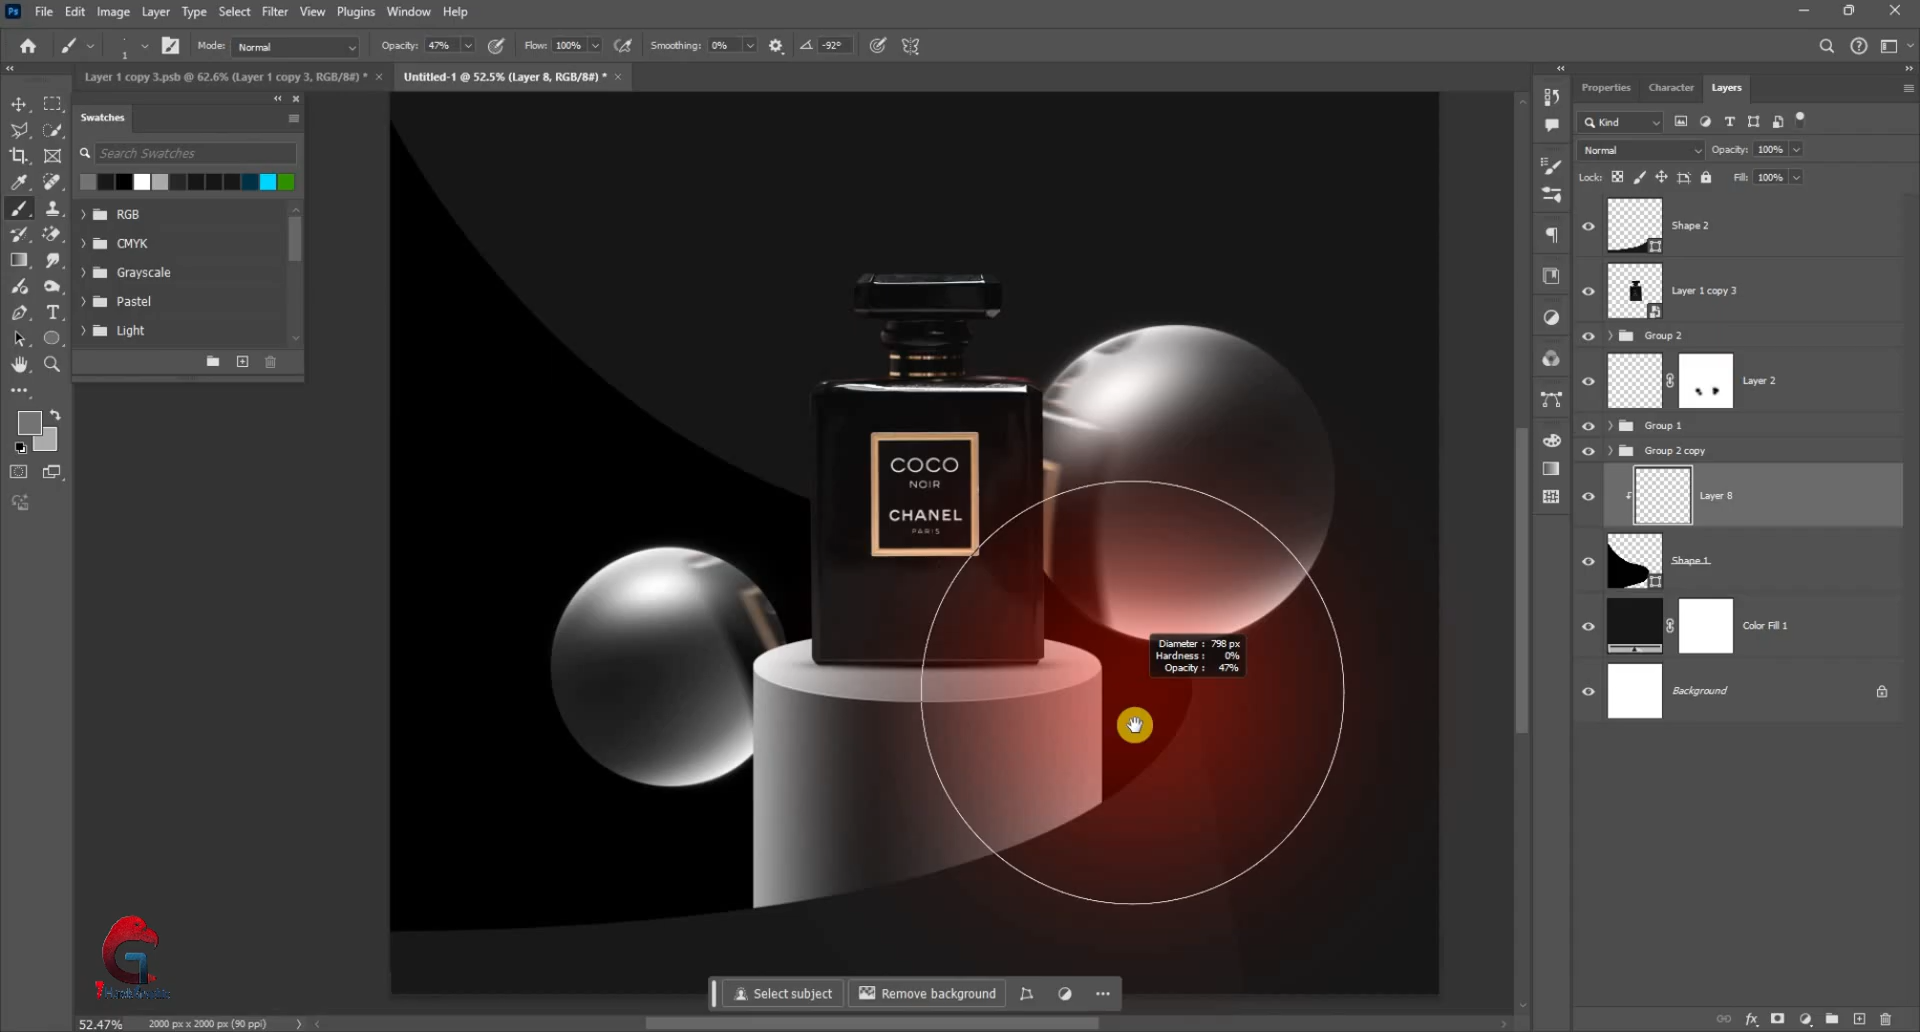 Ps File Edit Image Layer Type Select Filter View Plugins Window Help
1 Mode: Normal Opacity: 47% Flow: 100% Smoothing: 0% -92°
Layer 1 copy 3.psb @ 62.6% (Layer 1 copy 3, RGB/8#) * × Untitled-1 @ 52.5% (Layer 8, RGB/8#) * ×
Swatches
Search Swatches
RGB
CMYK
Grayscale
Pastel
Light
COCO
NOIR
CHANEL
PARIS
Diameter : 798 px
Hardness : 0%
Opacity : 47%
Select subject Remove background
52.47% 2000 px x 2000 px (90 ppi)
Properties Character Layers
Kind
Normal Opacity: 100%
Lock: Fill: 100%
Shape 2
Layer 1 copy 3
Group 2
Layer 2
Group 1
Group 2 copy
Layer 8
Shape 1
Color Fill 1
Background
fx